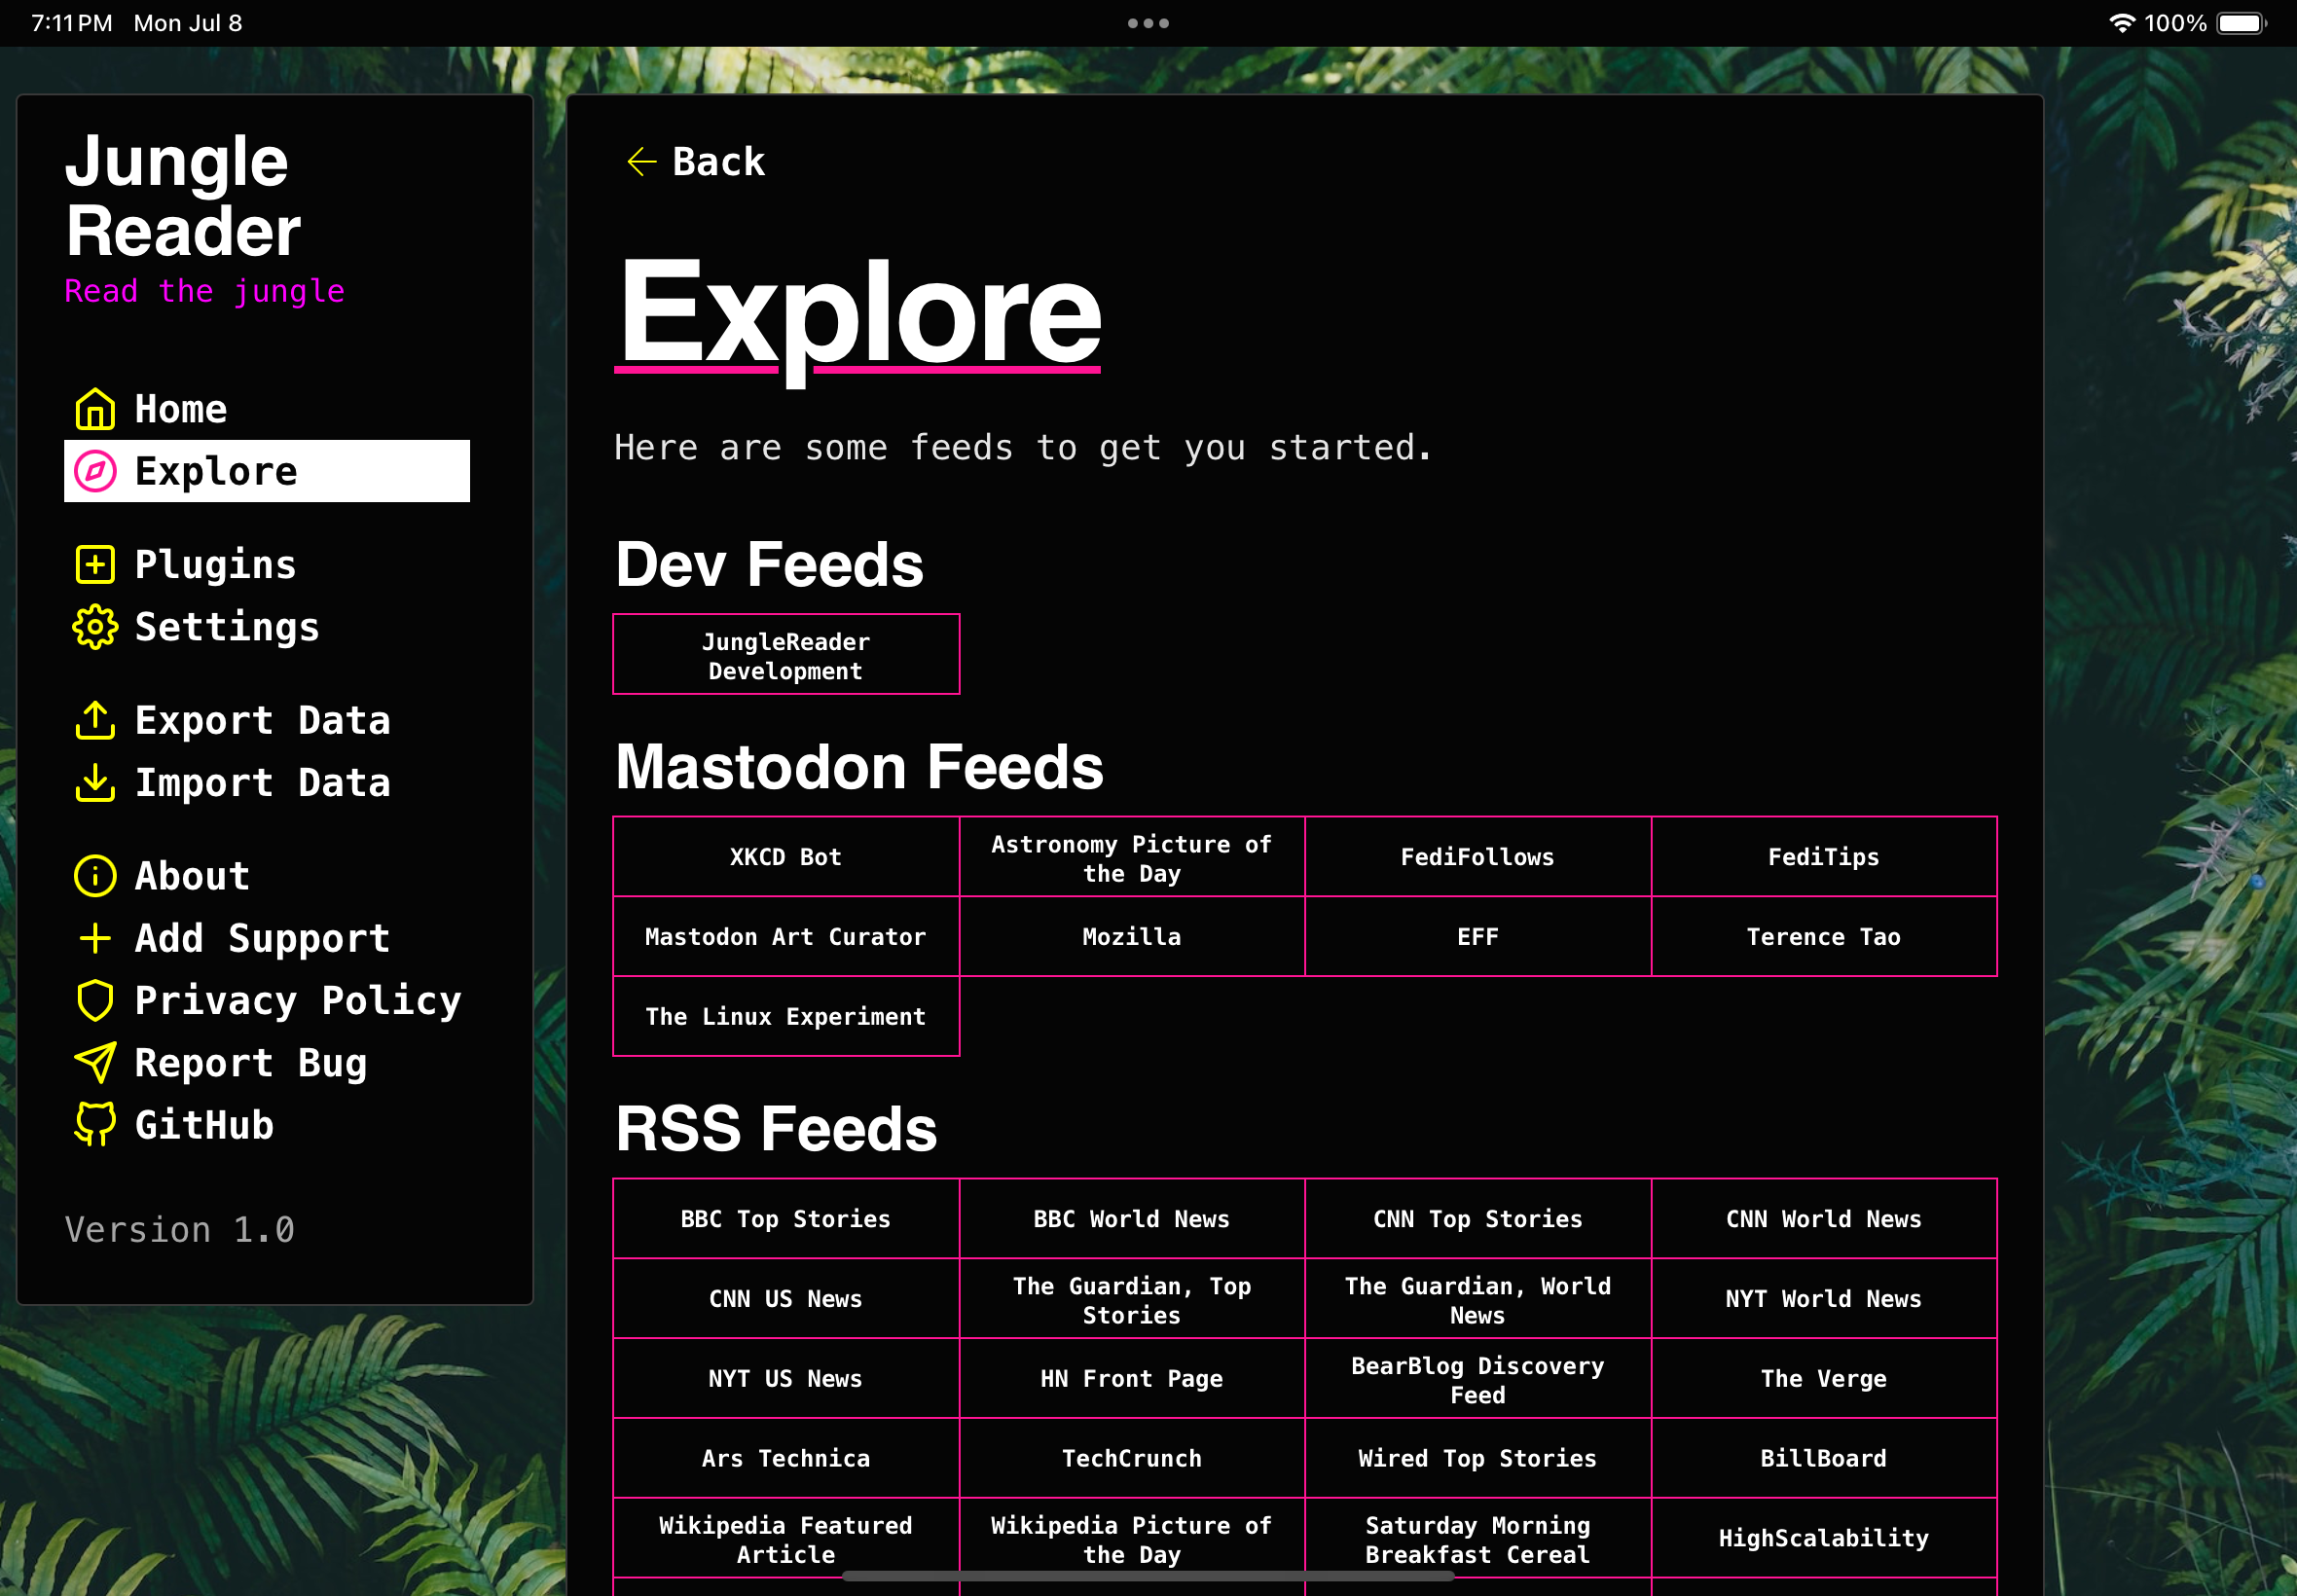 7:11 PM Mon Jul 8
100%
Jungle
Reader
Read the jungle
Home
Explore
Plugins
Settings
Export Data
Import Data
About
Add Support
Privacy Policy
Report Bug
GitHub
Version 1.0
Back
Explore
Here are some feeds to get you started.
Dev Feeds
JungleReader
Development
Mastodon Feeds
XKCD Bot
Astronomy Picture of
the Day
FediFollows
FediTips
Mastodon Art Curator
Mozilla
EFF
Terence Tao
The Linux Experiment
RSS Feeds
BBC Top Stories
BBC World News
CNN Top Stories
CNN World News
CNN US News
The Guardian, Top
Stories
The Guardian, World
News
NYT World News
NYT US News
HN Front Page
BearBlog Discovery
Feed
The Verge
Ars Technica
TechCrunch
Wired Top Stories
BillBoard
Wikipedia Featured
Article
Wikipedia Picture of
the Day
Saturday Morning
Breakfast Cereal
HighScalability